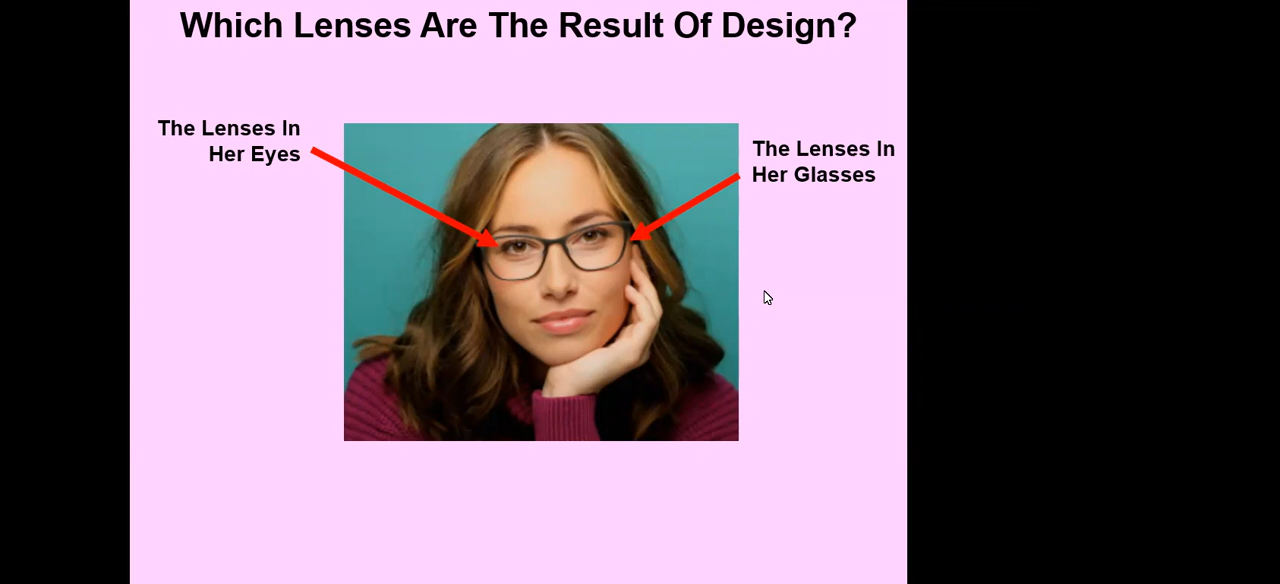 Which Lenses Are The Result Of Design?
The Lenses In
Her Eyes
The Lenses In
Her Glasses